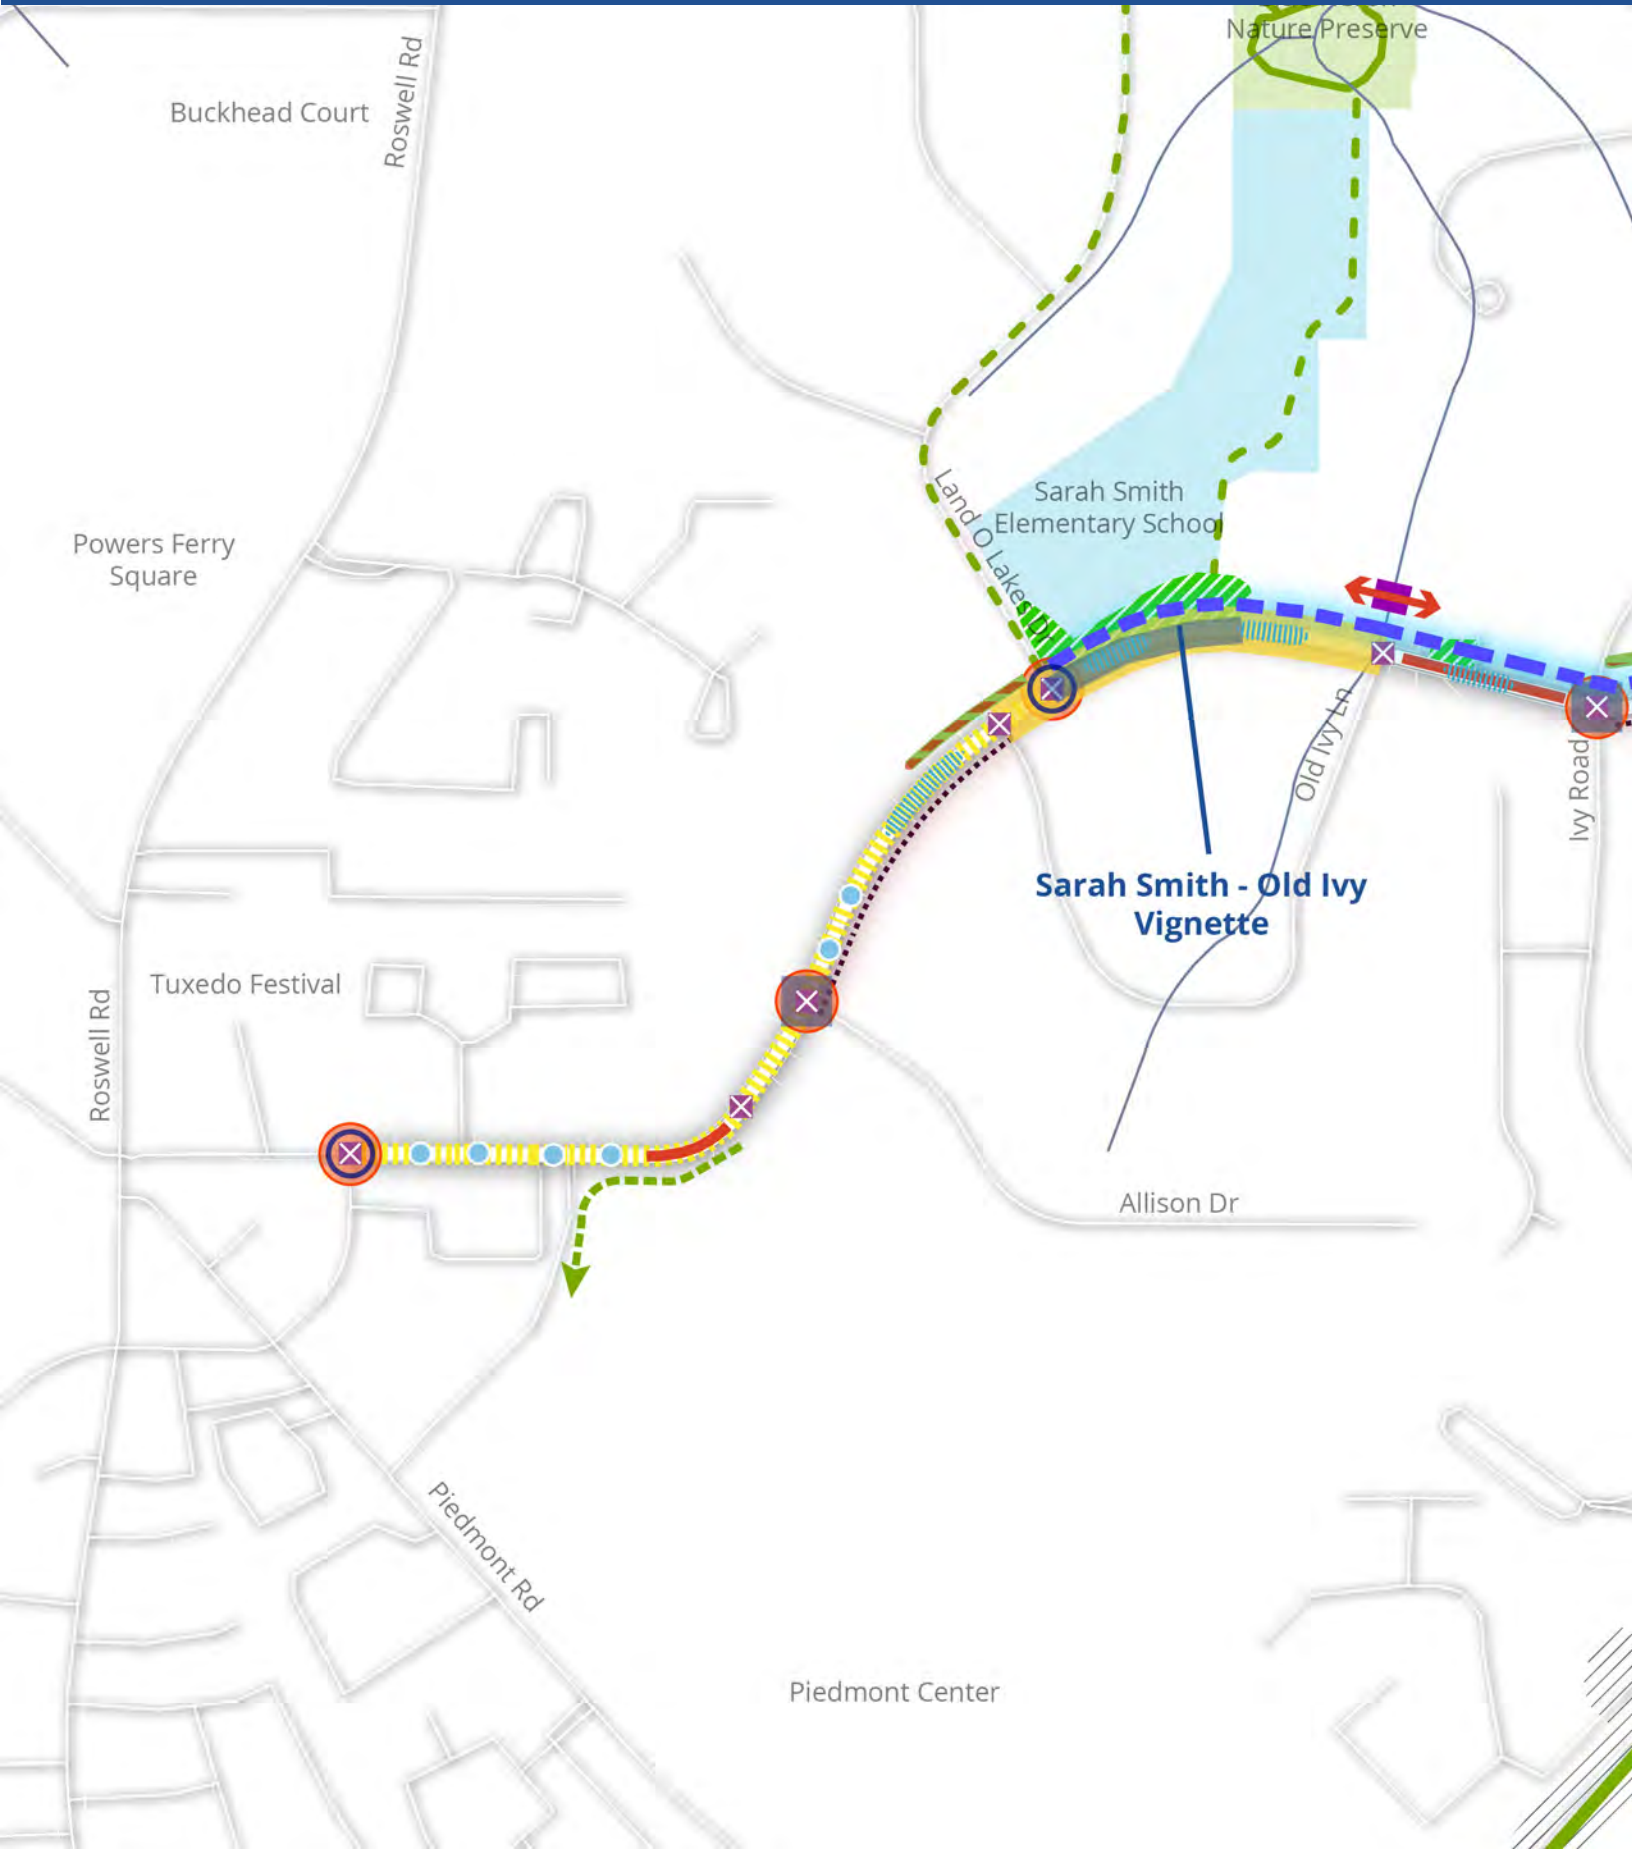 Nature Preserve
Buckhead Court
Roswell Rd
Sarah Smith
Elementary School
Land O Lakes Dr
Powers Ferry
Square
Old Ivy Ln
Ivy Road
Sarah Smith - Old Ivy
Vignette
Tuxedo Festival
Roswell Rd
Allison Dr
Piedmont Rd
Piedmont Center